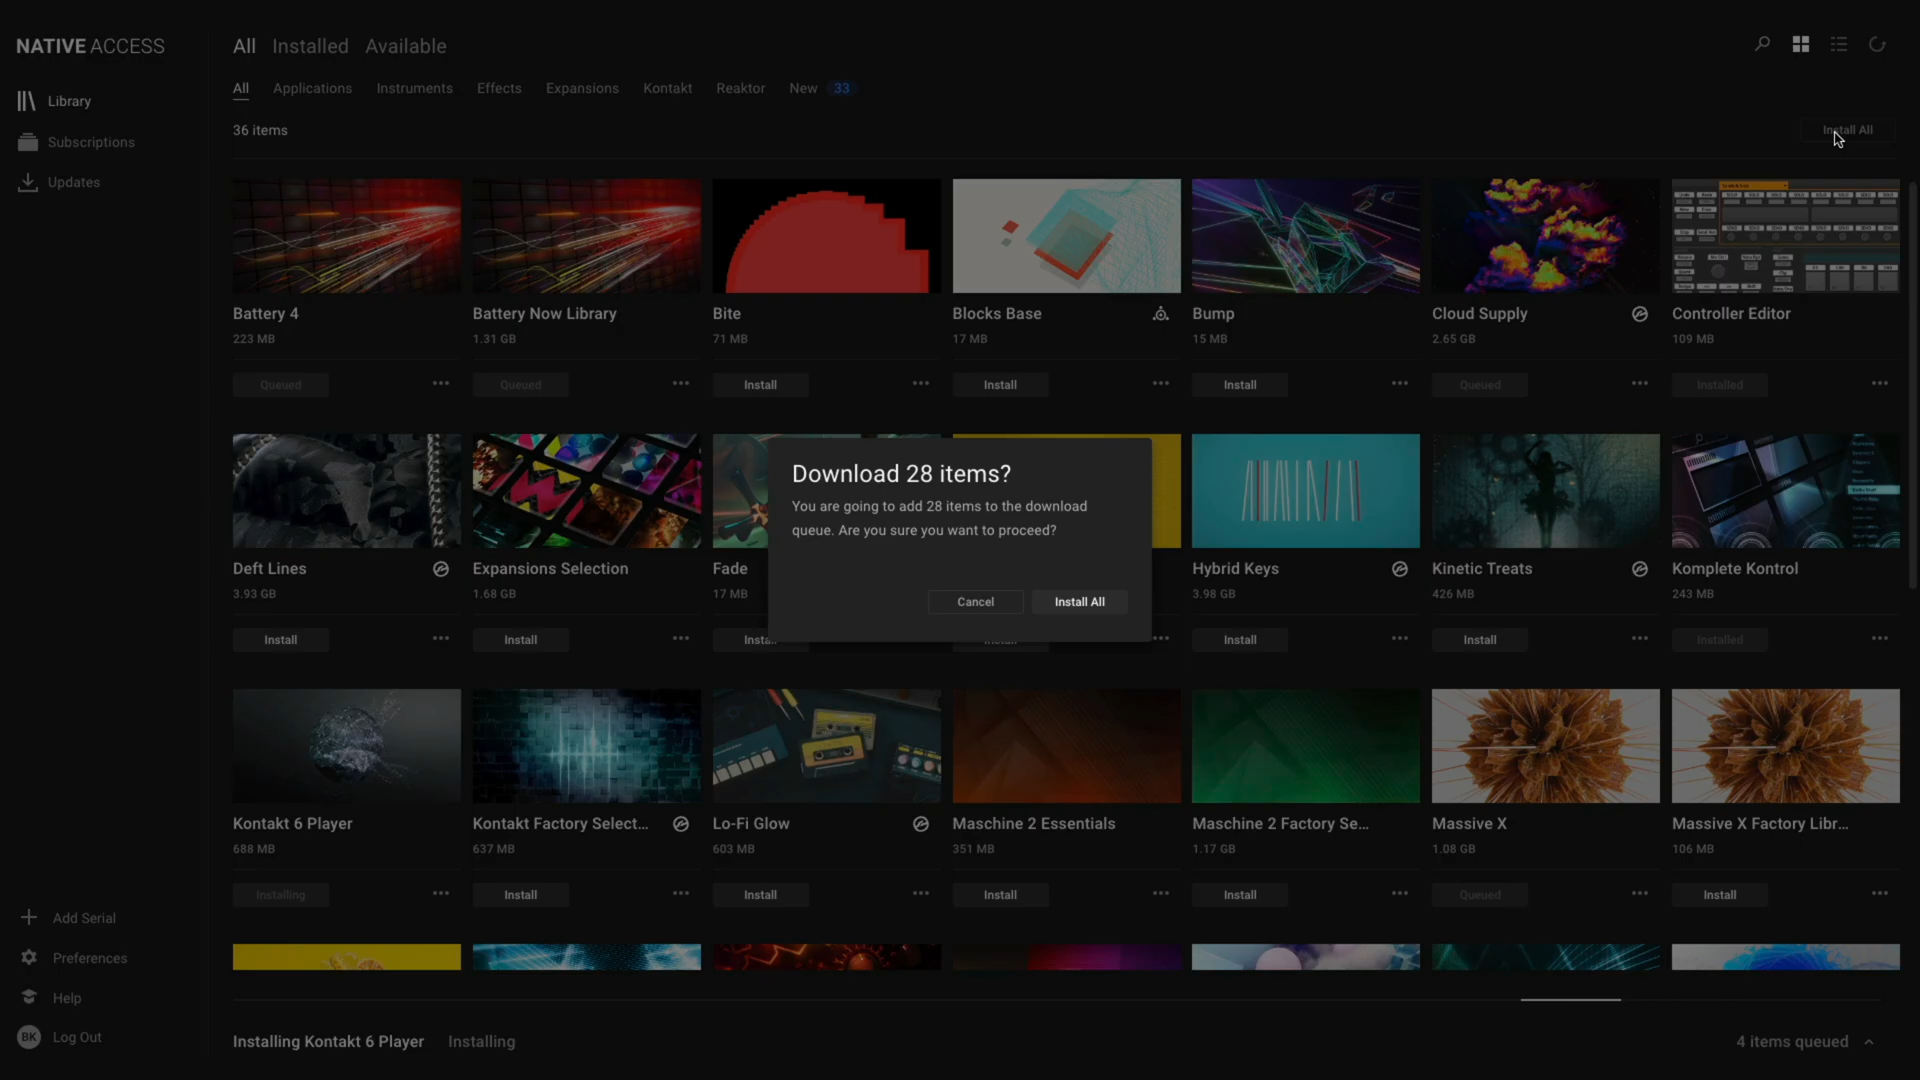 NATIVE ACCESS
Library
Subscriptions
Updates
Add Serial
Preferences
Help
BK Log Out
All Installed Available
All Applications Instruments Effects Expansions Kontakt Reaktor New 33
36 items
Install All
Battery 4
223 MB
Queued
Battery Now Library
1.31 GB
Queued
Bite
71 MB
Install
Blocks Base
17 MB
Install
Bump
15 MB
Install
Cloud Supply
2.65 GB
Queued
Controller Editor
109 MB
Installed
Deft Lines
3.93 GB
Install
Expansions Selection
1.68 GB
Install
Fade
17 MB
Install
Download 28 items?
You are going to add 28 items to the download
queue. Are you sure you want to proceed?
Cancel
Install All
Hybrid Keys
3.98 GB
Install
Kinetic Treats
426 MB
Install
Komplete Kontrol
243 MB
Installed
Kontakt 6 Player
688 MB
Installing
Kontakt Factory Select...
637 MB
Install
Lo-Fi Glow
603 MB
Install
Maschine 2 Essentials
351 MB
Install
Maschine 2 Factory Se...
1.17 GB
Install
Massive X
1.08 GB
Queued
Massive X Factory Libr...
106 MB
Install
Installing Kontakt 6 Player Installing
4 items queued